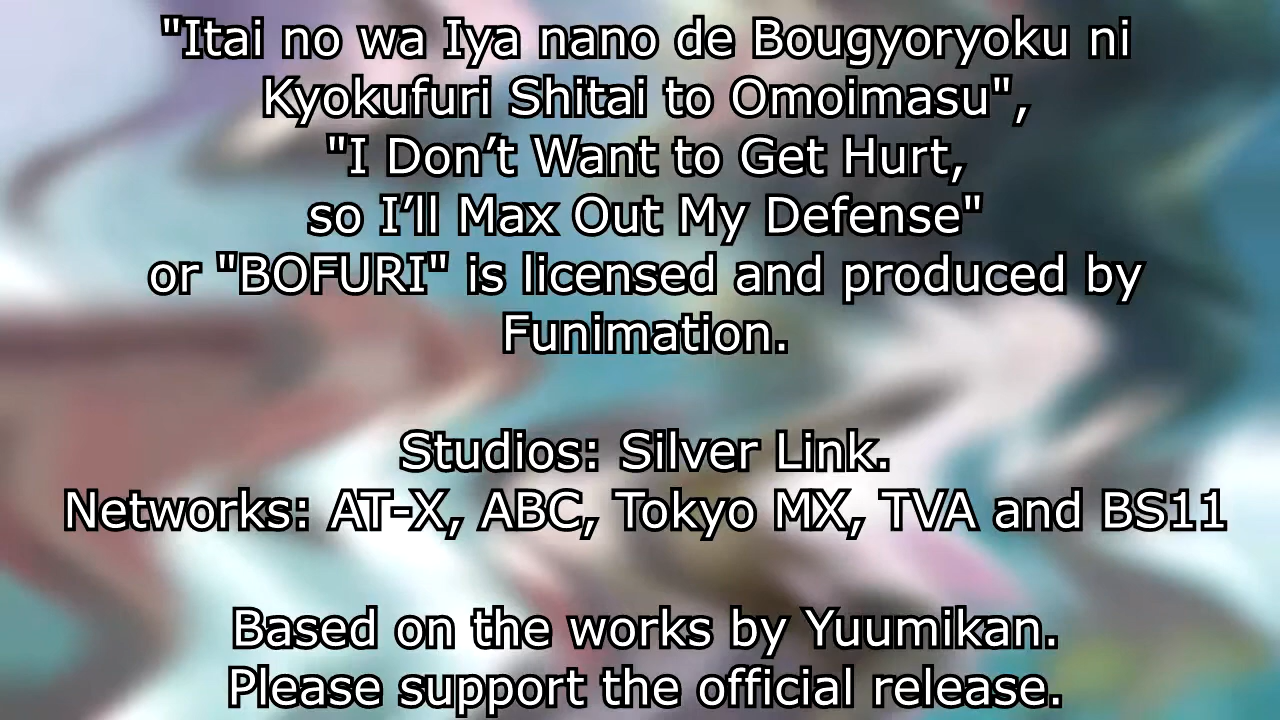 "Itai no wa Iya nano de Bougyoryoku ni
Kyokufuri Shitai to Omoimasu",
"I Don’t Want to Get Hurt,
so I’ll Max Out My Defense"
or "BOFURI" is licensed and produced by
Funimation.
Studios: Silver Link.
Networks: AT-X, ABC, Tokyo MX, TVA and BS11
Based on the works by Yuumikan.
Please support the official release.